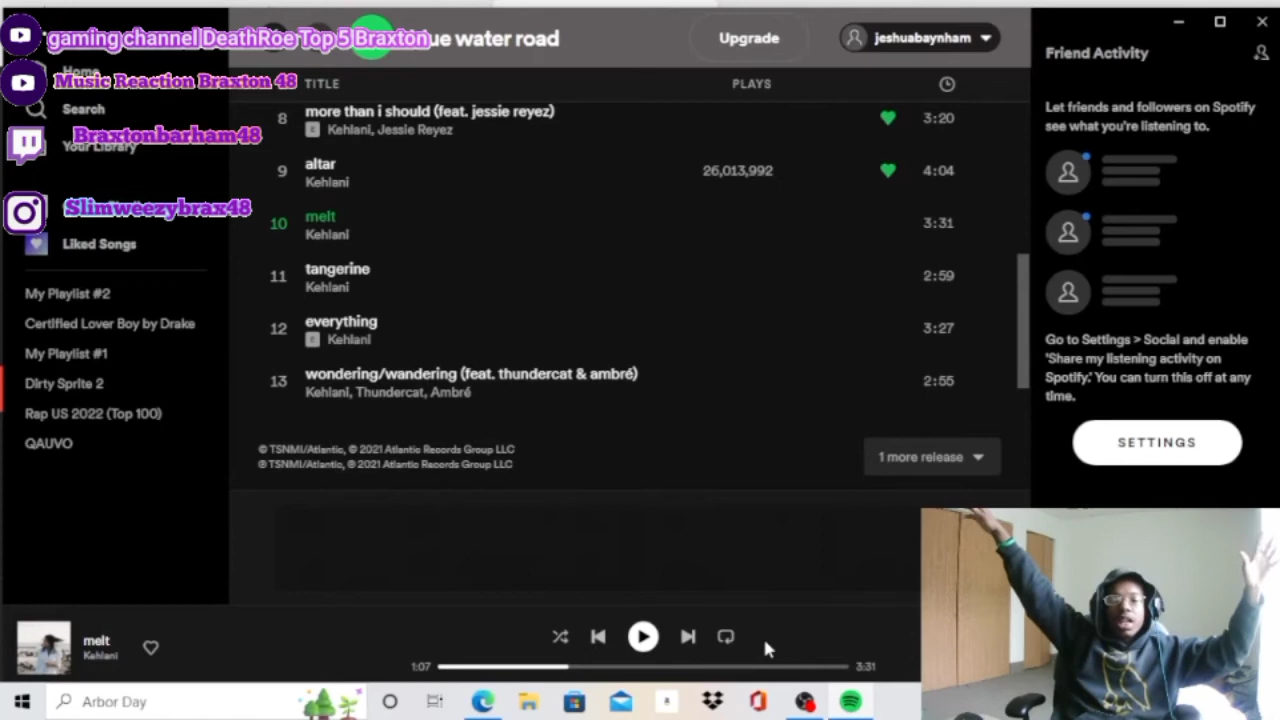 gaming channel DeathRoe Top 5 Braxton
ue water road
Upgrade
jeshuabaynham
Home
Music Reaction Braxton 48
Search
Braxtonbarham48
Your Library
Slimweezybrax48
Liked Songs
My Playlist #2
Certified Lover Boy by Drake
My Playlist #1
Dirty Sprite 2
Rap US 2022 (Top 100)
QAUVO
TITLE PLAYS
8 more than i should (feat. jessie reyez) 3:20
E Kehlani, Jessie Reyez
9 altar 26,013,992 4:04
Kehlani
10 melt 3:31
Kehlani
11 tangerine 2:59
Kehlani
12 everything 3:27
E Kehlani
13 wondering/wandering (feat. thundercat & ambré) 2:55
Kehlani, Thundercat, Ambré
© TSNMI/Atlantic, © 2021 Atlantic Records Group LLC
℗ TSNMI/Atlantic, ℗ 2021 Atlantic Records Group LLC
1 more release
Friend Activity
Let friends and followers on Spotify
see what you're listening to.
Go to Settings > Social and enable
'Share my listening activity on
Spotify.' You can turn this off at any
time.
SETTINGS
melt
Kehlani
1:07 3:31
Arbor Day